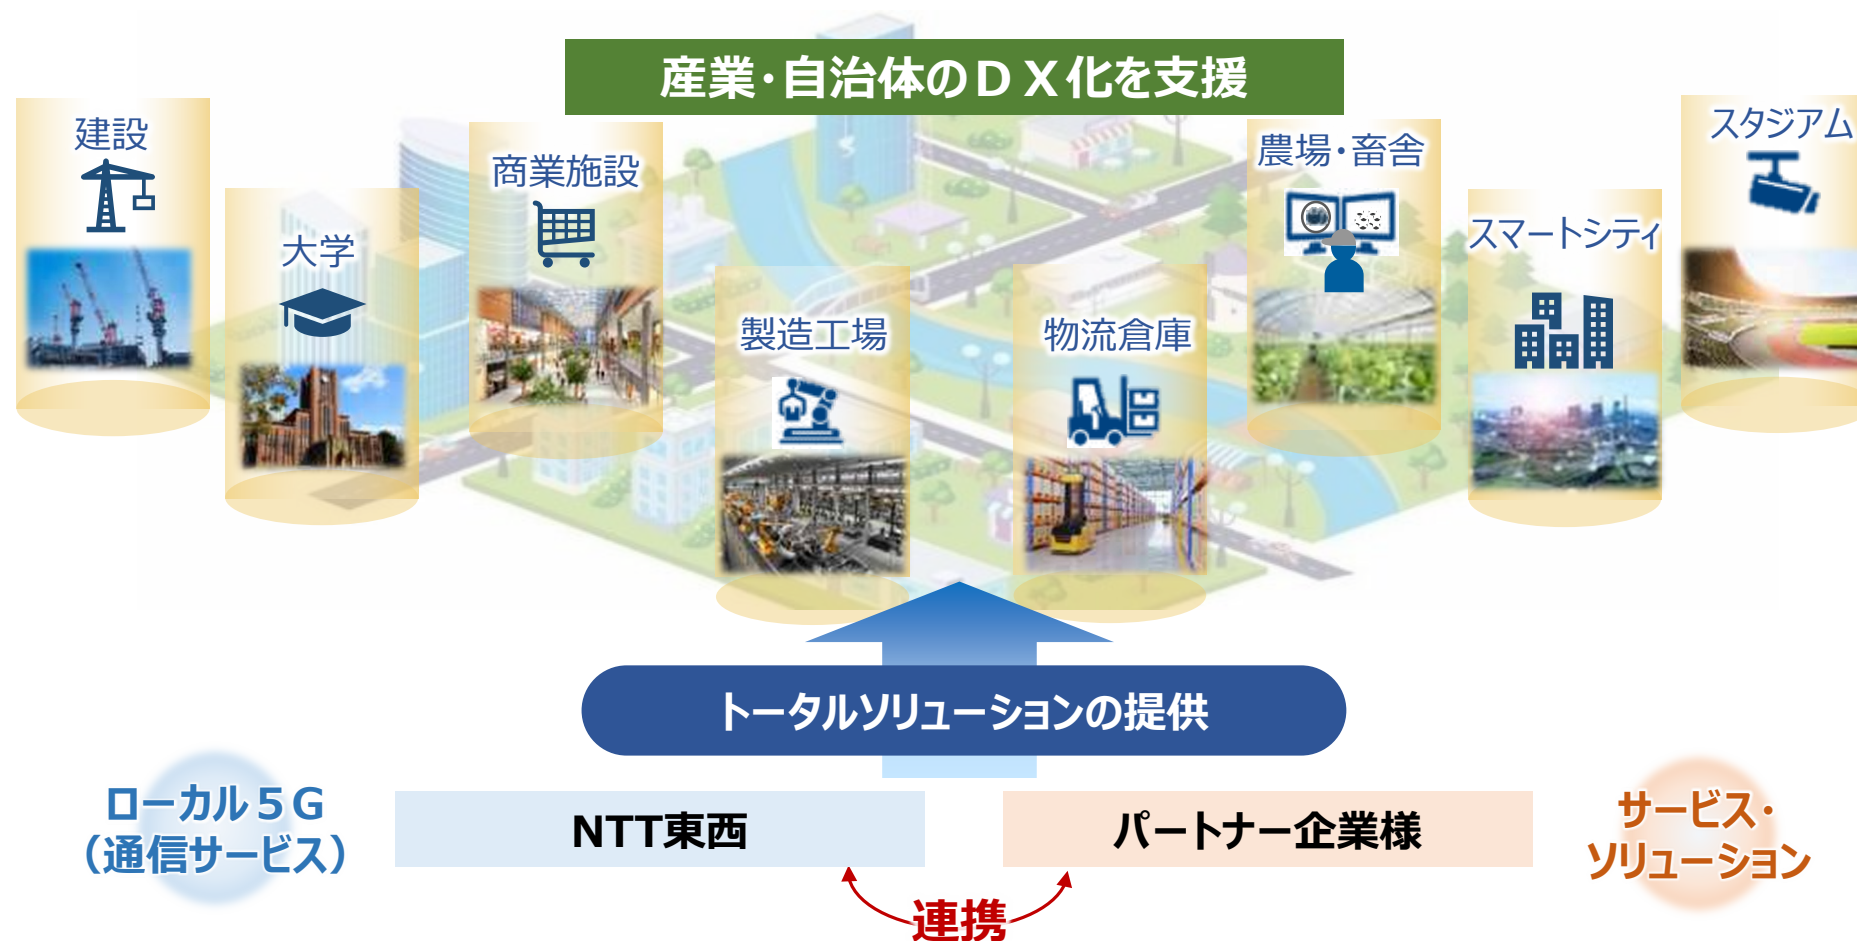 産業・自治体のＤＸ化を支援
建設
大学
商業施設
製造工場
物流倉庫
農場・畜舎
スマートシティ
スタジアム
トータルソリューションの提供
ローカル５G
（通信サービス）
NTT東西
パートナー企業様
サービス・
ソリューション
連携